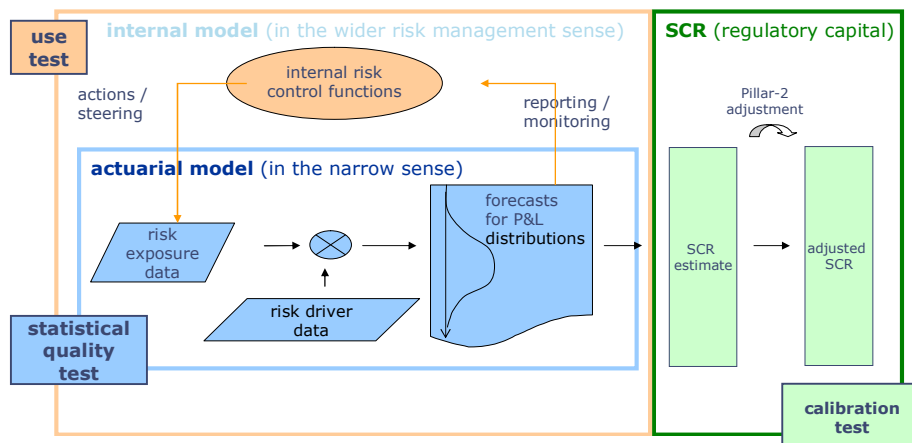 use
test
internal model (in the wider risk management sense)
SCR (regulatory capital)
internal risk
control functions
actions /
steering
reporting /
monitoring
Pillar-2
adjustment
actuarial model (in the narrow sense)
risk
exposure
data
forecasts
for P&L
distributions
risk driver
data
SCR
estimate
adjusted
SCR
statistical
quality
test
calibration
test